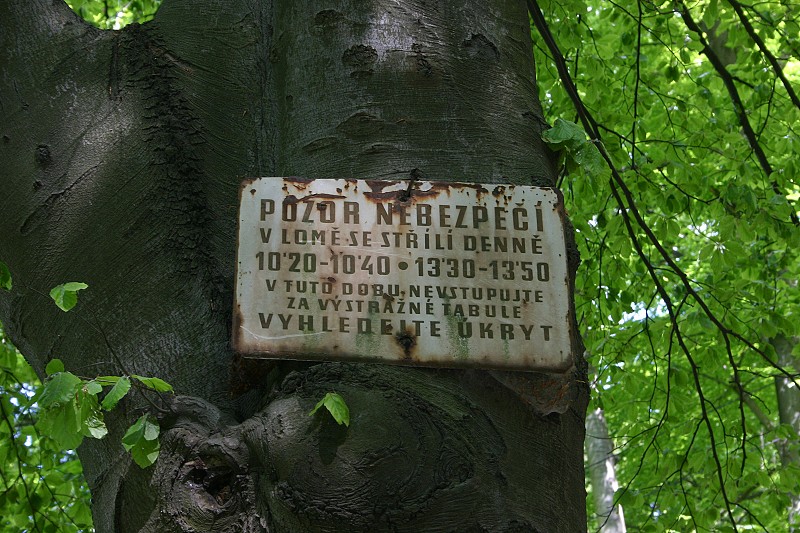 POZOR NEBEZPEČÍ
V LOMĚ SE STŘÍLÍ DENNĚ
10'20-10'40 • 13'30-13'50
V TUTO DOBU NEVSTUPUJTE
ZA VÝSTRAŽNÉ TABULE
VYHLEDEJTE ÚKRYT